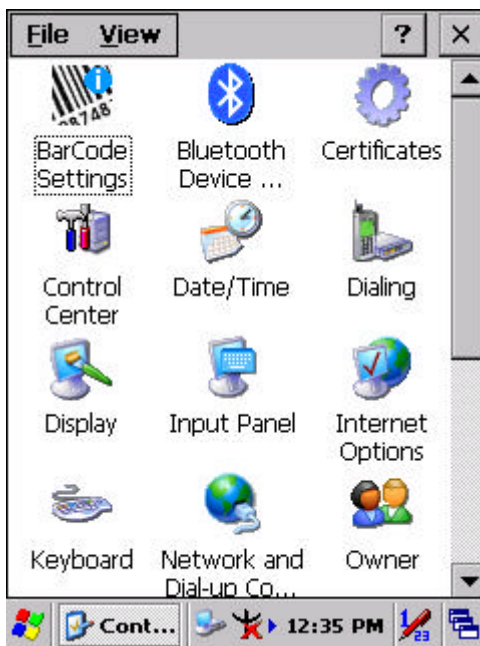 File View ? ×
BarCode Settings
Bluetooth Device ...
Certificates
Control Center
Date/Time
Dialing
Display
Input Panel
Internet Options
Keyboard
Network and Dial-up Co...
Owner
Cont... 12:35 PM